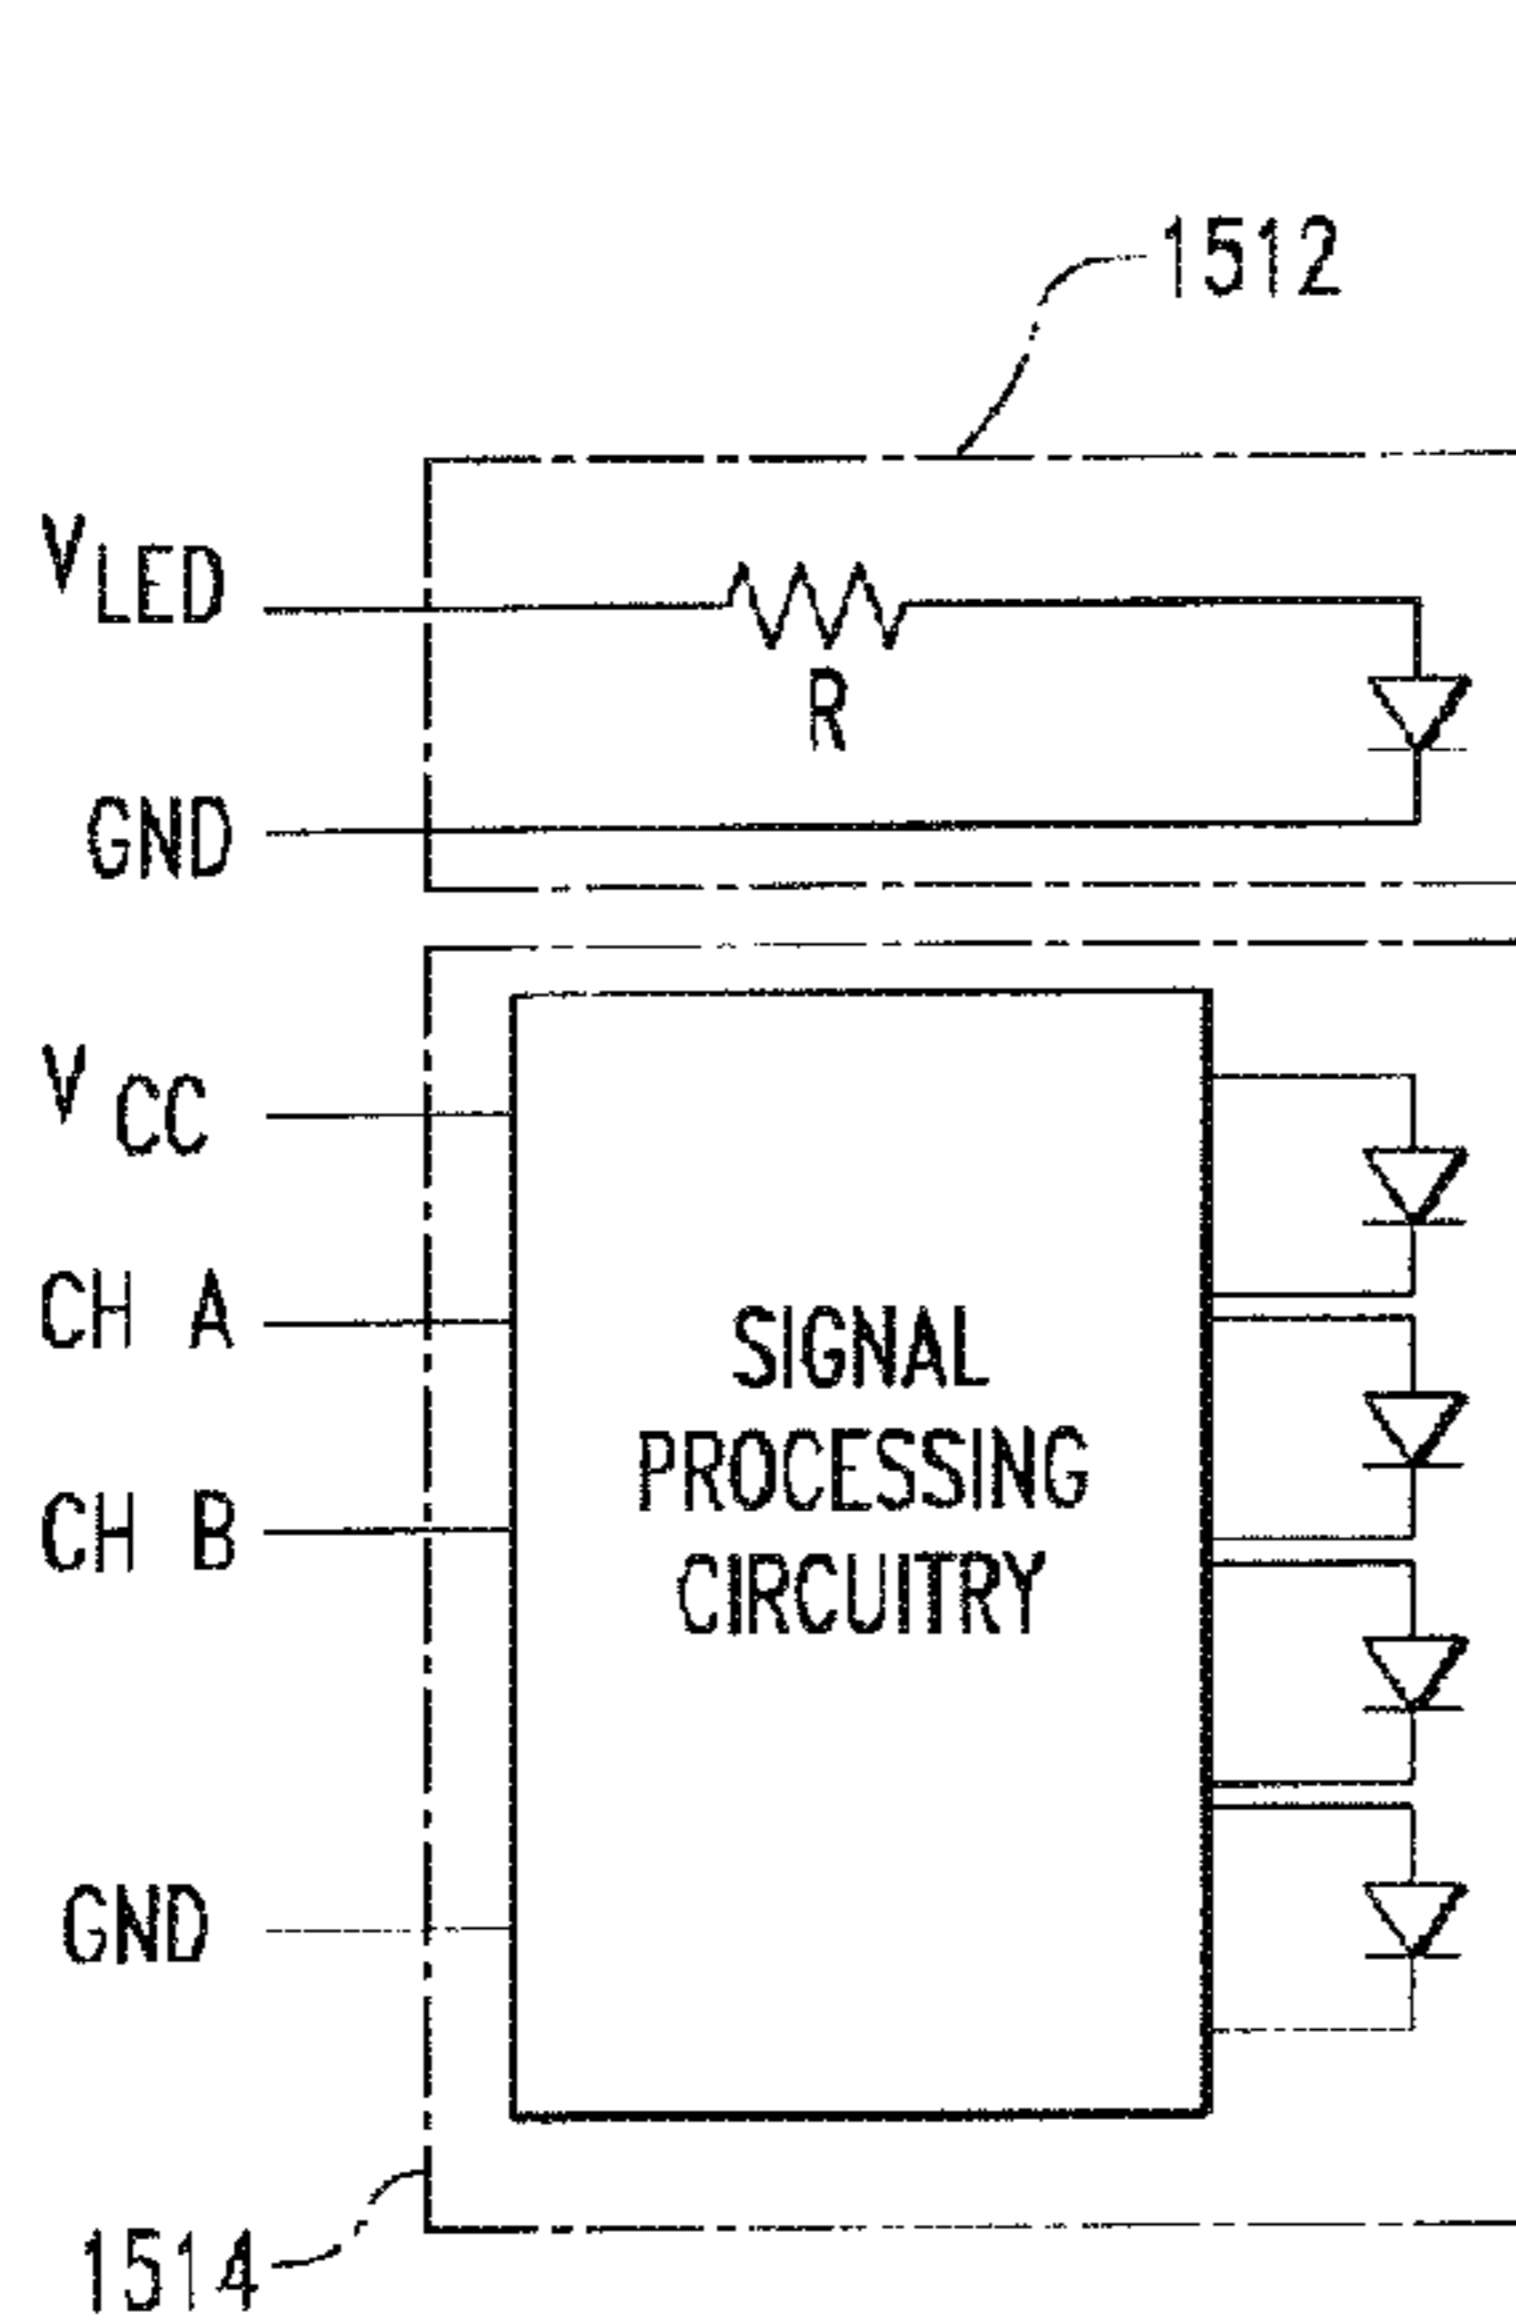 1512
VLED
R
GND
VCC
CH A
SIGNAL
PROCESSING
CIRCUITRY
CH B
GND
1514